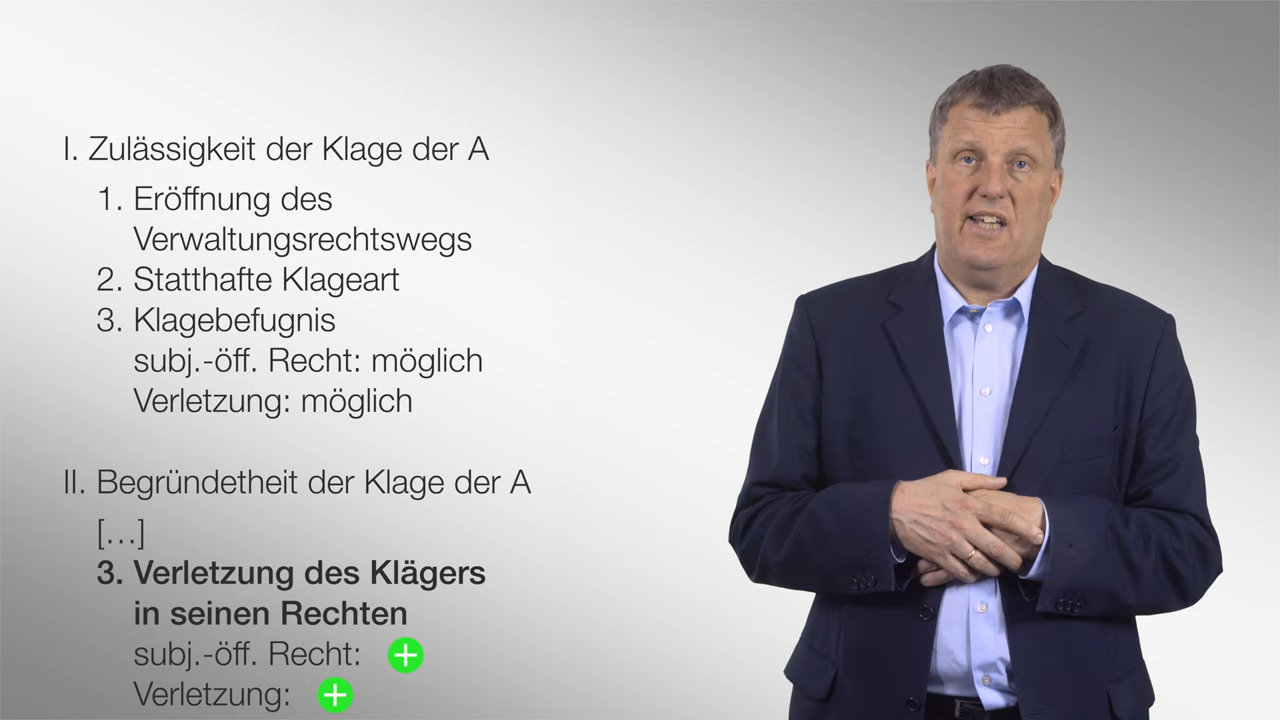 I. Zulässigkeit der Klage der A
1. Eröffnung des
Verwaltungsrechtswegs
2. Statthafte Klageart
3. Klagebefugnis
subj.-öff. Recht: möglich
Verletzung: möglich
II. Begründetheit der Klage der A
[…]
3. Verletzung des Klägers
in seinen Rechten
subj.-öff. Recht: +
Verletzung: +